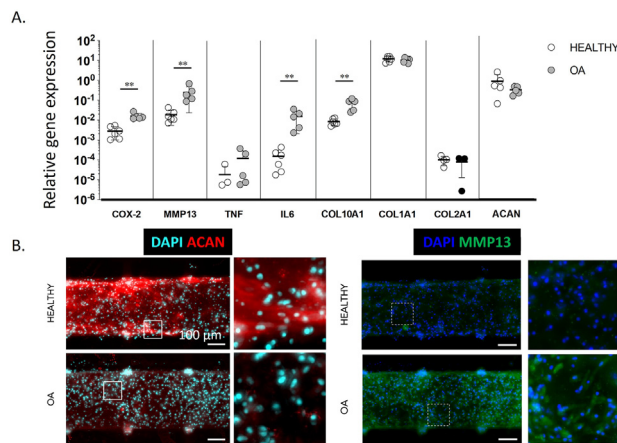 A.
Relative gene expression
10²
10¹
10⁰
10⁻¹
10⁻²
10⁻³
10⁻⁴
10⁻⁵
10⁻⁶
**
**
**
**
HEALTHY
OA
COX-2 MMP13 TNF IL6 COL10A1 COL1A1 COL2A1 ACAN
B.
DAPI ACAN
DAPI MMP13
HEALTHY
100 µm
HEALTHY
OA
OA